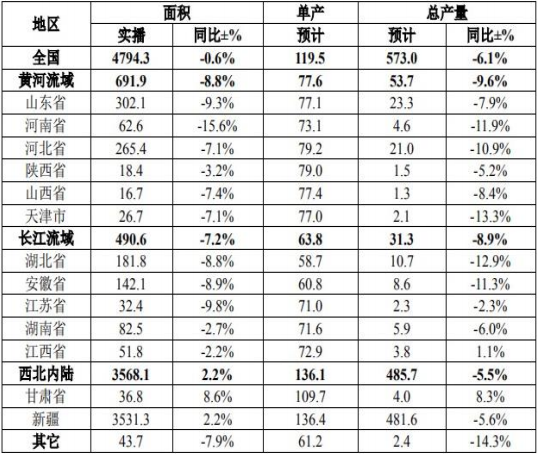 地区 面积 单产 总产量
实播 同比±% 预计 预计 同比±%
全国 4794.3 -0.6% 119.5 573.0 -6.1%
黄河流域 691.9 -8.8% 77.6 53.7 -9.6%
山东省 302.1 -9.3% 77.1 23.3 -7.9%
河南省 62.6 -15.6% 73.1 4.6 -11.9%
河北省 265.4 -7.1% 79.2 21.0 -10.9%
陕西省 18.4 -3.2% 79.0 1.5 -5.2%
山西省 16.7 -7.4% 77.4 1.3 -8.4%
天津市 26.7 -7.1% 77.0 2.1 -13.3%
长江流域 490.6 -7.2% 63.8 31.3 -8.9%
湖北省 181.8 -8.8% 58.7 10.7 -12.9%
安徽省 142.1 -8.9% 60.8 8.6 -11.3%
江苏省 32.4 -9.8% 71.0 2.3 -2.3%
湖南省 82.5 -2.7% 71.6 5.9 -6.0%
江西省 51.8 -2.2% 72.9 3.8 1.1%
西北内陆 3568.1 2.2% 136.1 485.7 -5.5%
甘肃省 36.8 8.6% 109.7 4.0 8.3%
新疆 3531.3 2.2% 136.4 481.6 -5.6%
其它 43.7 -7.9% 61.2 2.4 -14.3%